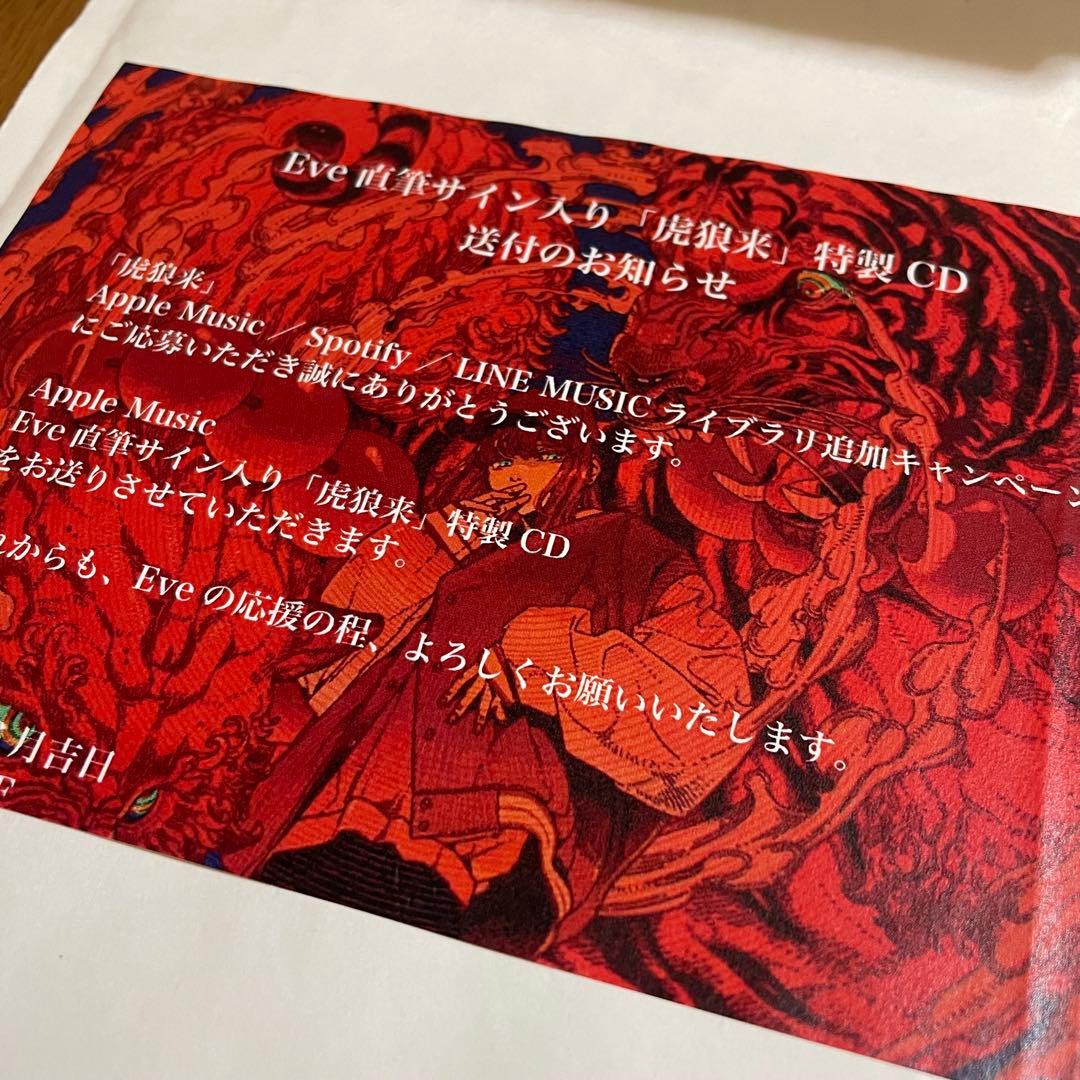 Eve 直筆サイン入り「虎狼来」特製 CD
送付のお知らせ
「虎狼来」
Apple Music ／ Spotify ／ LINE MUSIC ライブラリ追加キャンペーン
にご応募いただき誠にありがとうございます。
Apple Music
Eve 直筆サイン入り「虎狼来」特製 CD
をお送りさせていただきます。
からも、Eve の応援の程、よろしくお願いいたします。
月吉日